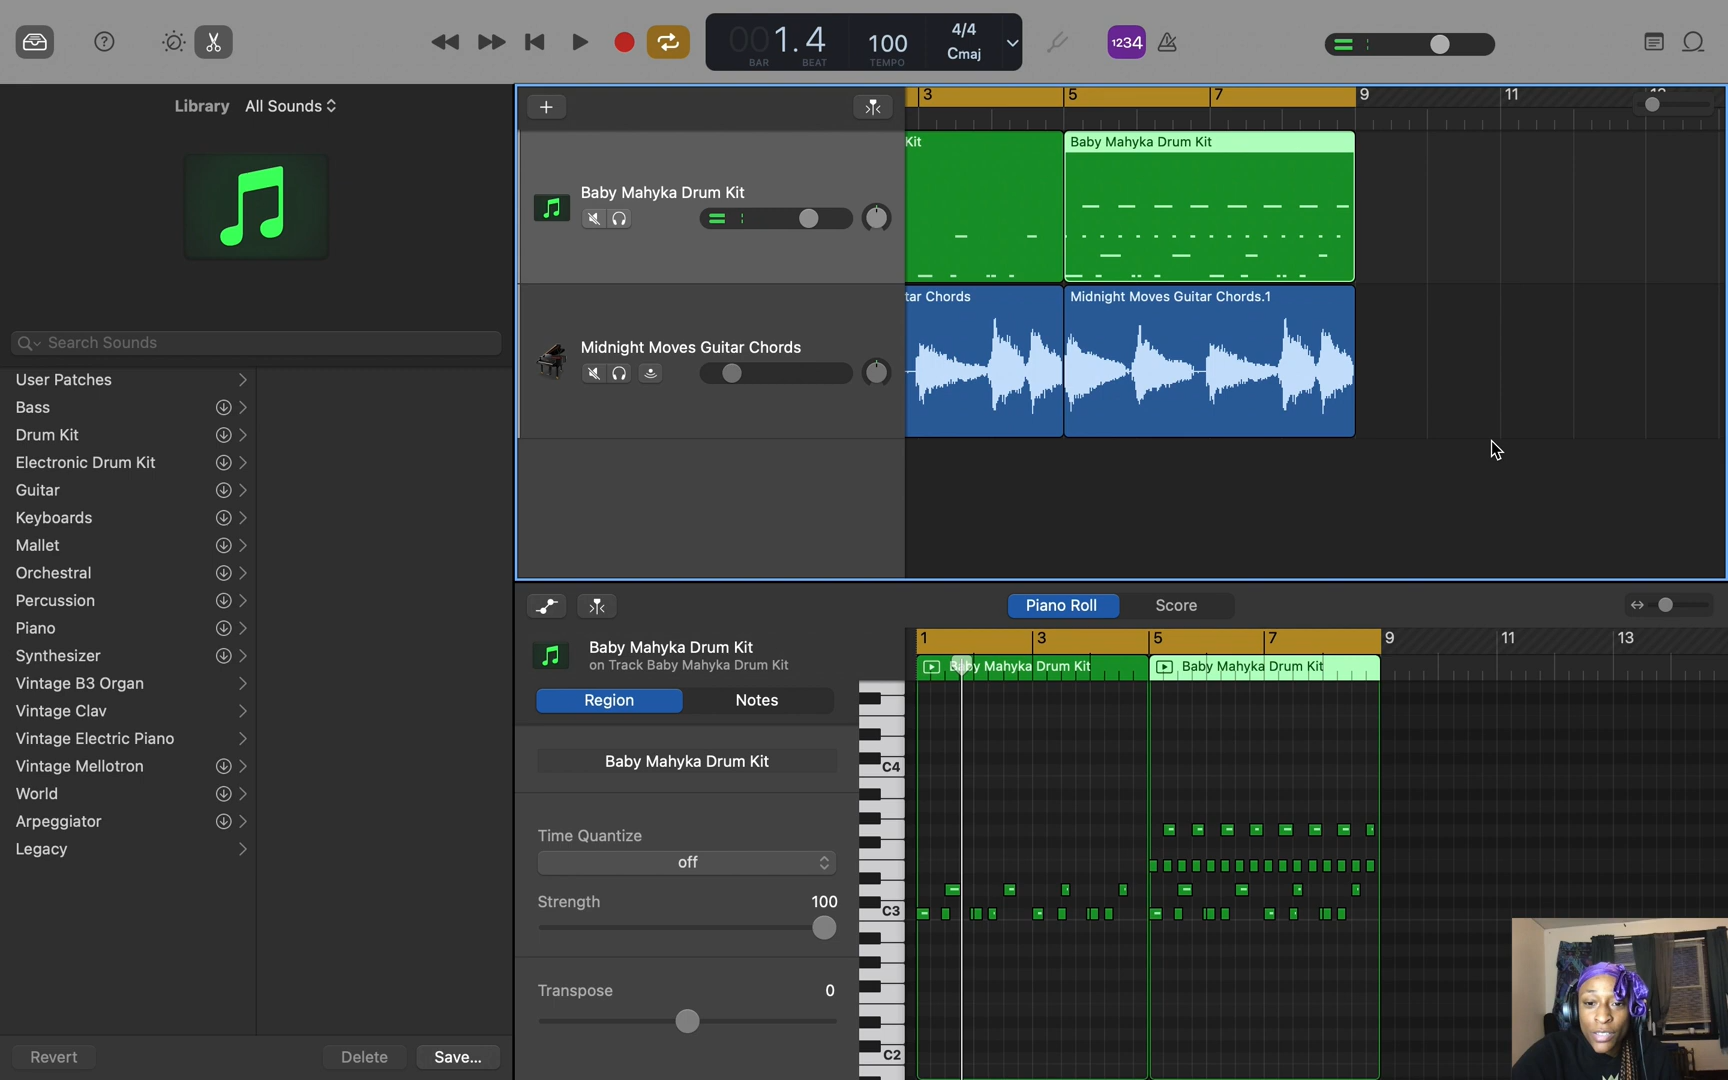 001.4
BAR
BEAT
100
TEMPO
4/4
Cmaj
1234
Library All Sounds
3 5 7 9 11
Kit
Baby Mahyka Drum Kit
Baby Mahyka Drum Kit
tar Chords
Midnight Moves Guitar Chords.1
Midnight Moves Guitar Chords
Search Sounds
User Patches
Bass
Drum Kit
Electronic Drum Kit
Guitar
Keyboards
Mallet
Orchestral
Percussion
Piano
Synthesizer
Vintage B3 Organ
Vintage Clav
Vintage Electric Piano
Vintage Mellotron
World
Arpeggiator
Legacy
Revert
Delete
Save...
Piano Roll
Score
Baby Mahyka Drum Kit
on Track Baby Mahyka Drum Kit
1 3 5 7 9 11 13
Baby Mahyka Drum Kit
Baby Mahyka Drum Kit
Region
Notes
Baby Mahyka Drum Kit
C4
Time Quantize
off
Strength 100
C3
Transpose 0
C2